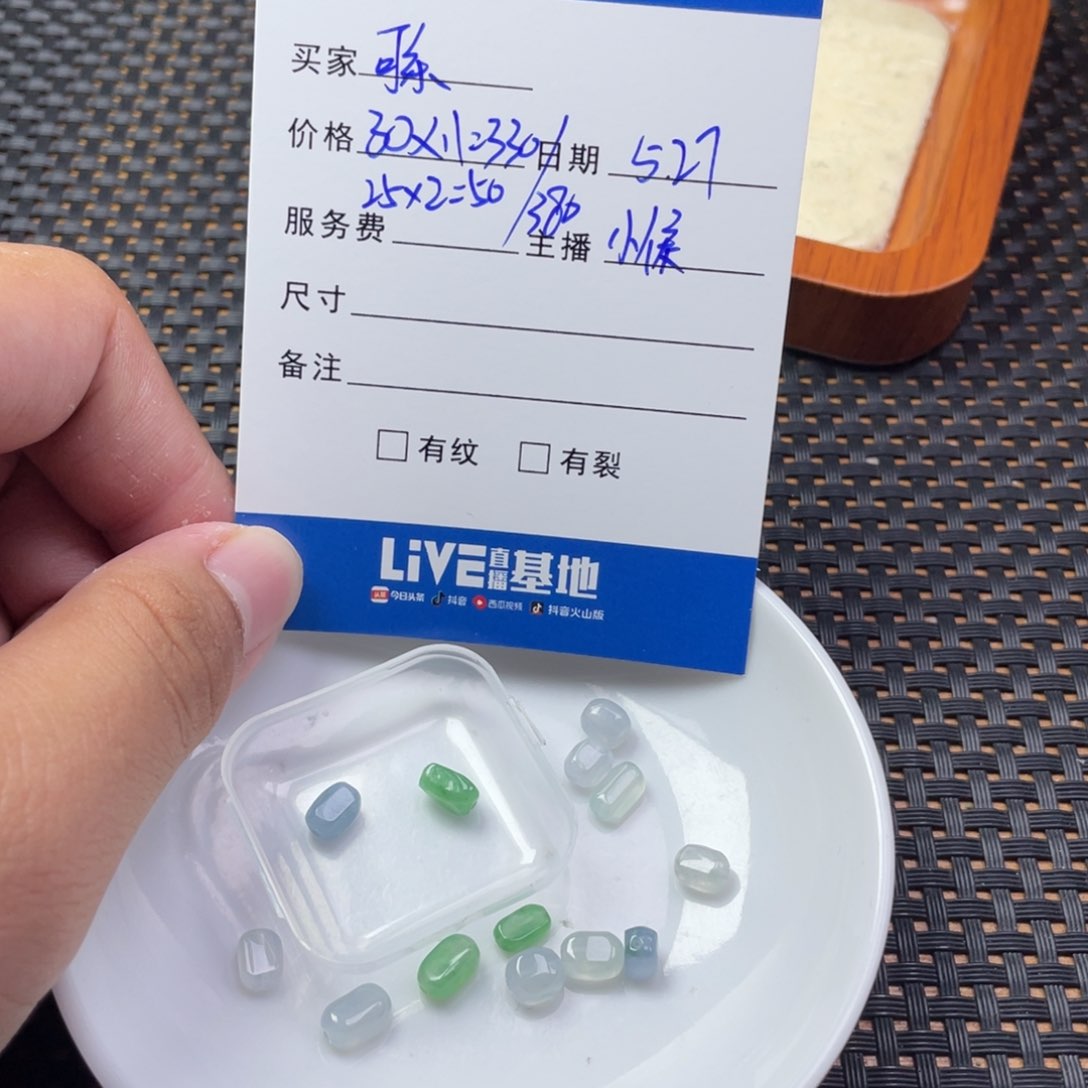 买家
价格 30×11=330 日期 5.27
25×2=50 /380
服务费 主播 小侯
尺寸
备注
□有纹 □有裂
LiVE直播基地
头条 今日头条 抖音 西瓜视频 抖音火山版